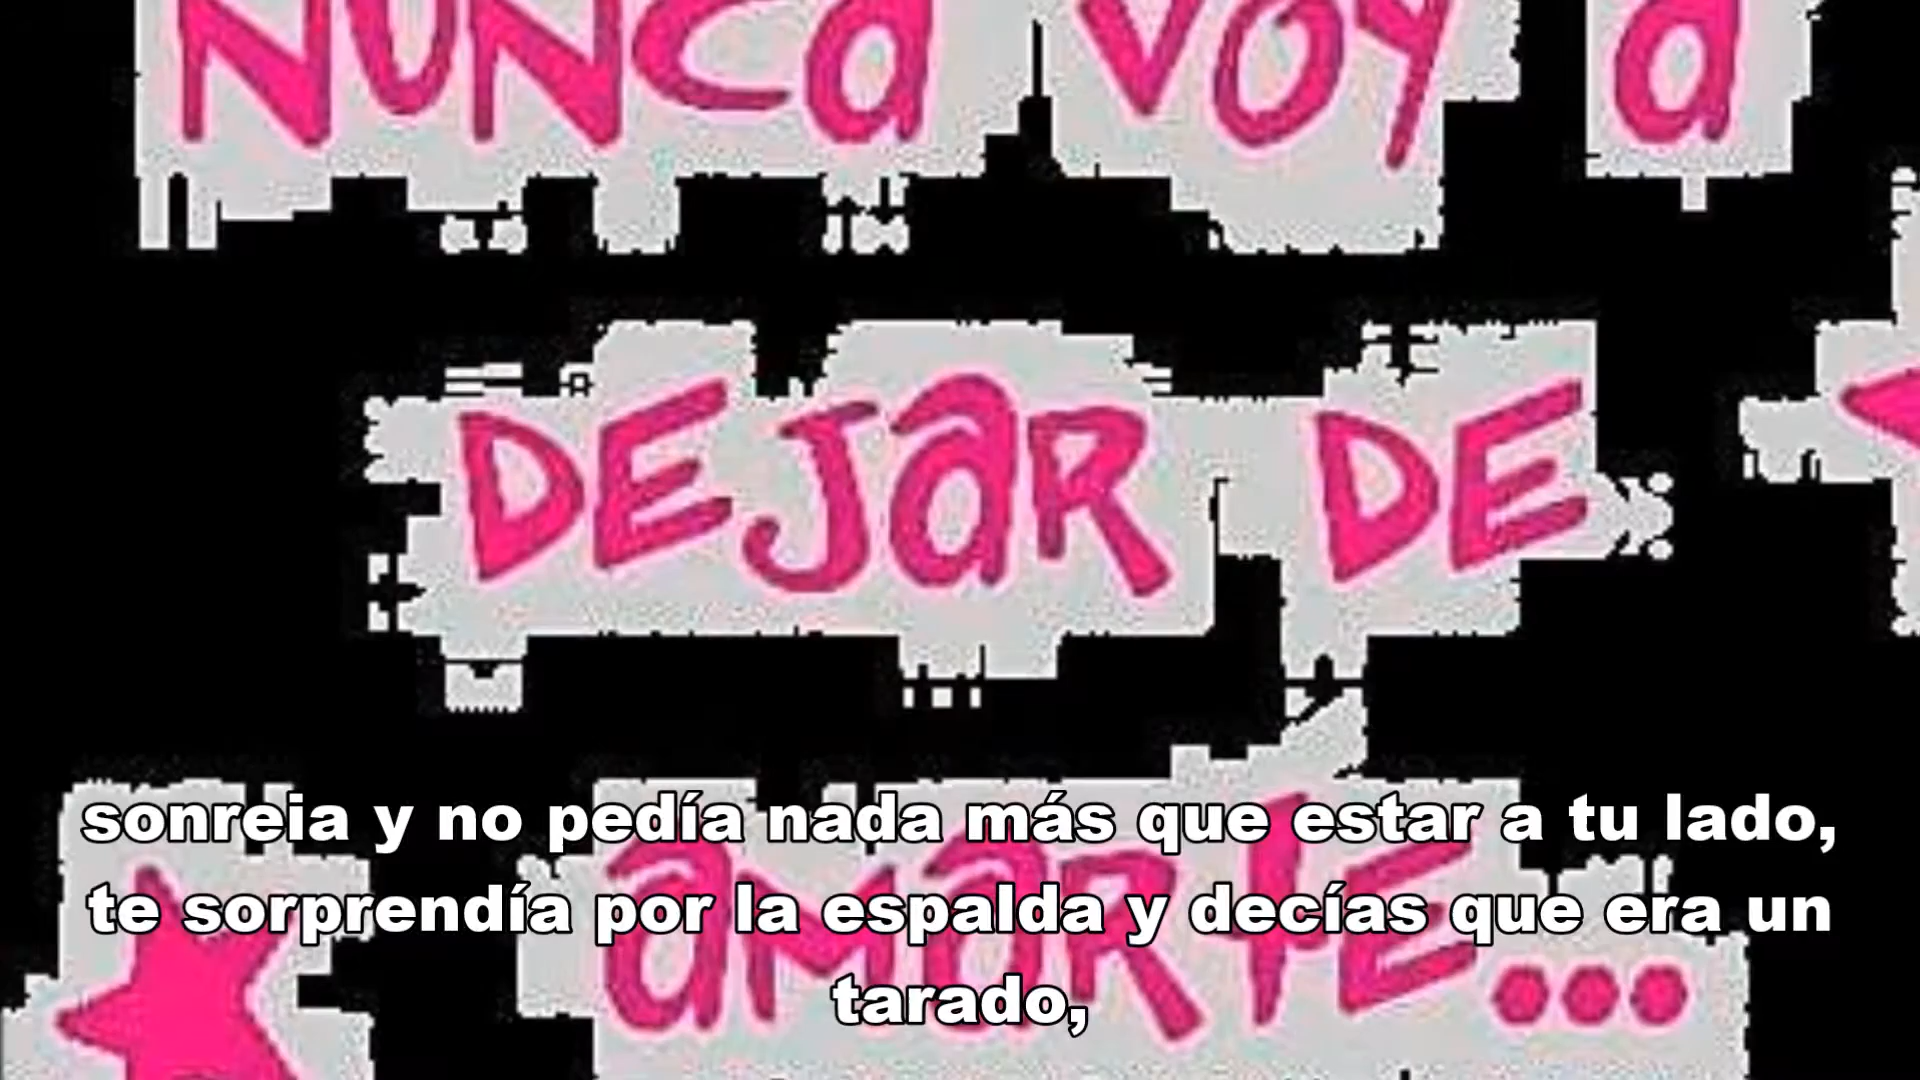 NUNCa VOY a
DEJaR DE
aMaRTE...
sonreia y no pedía nada más que estar a tu lado,
te sorprendía por la espalda y decías que era un
tarado,